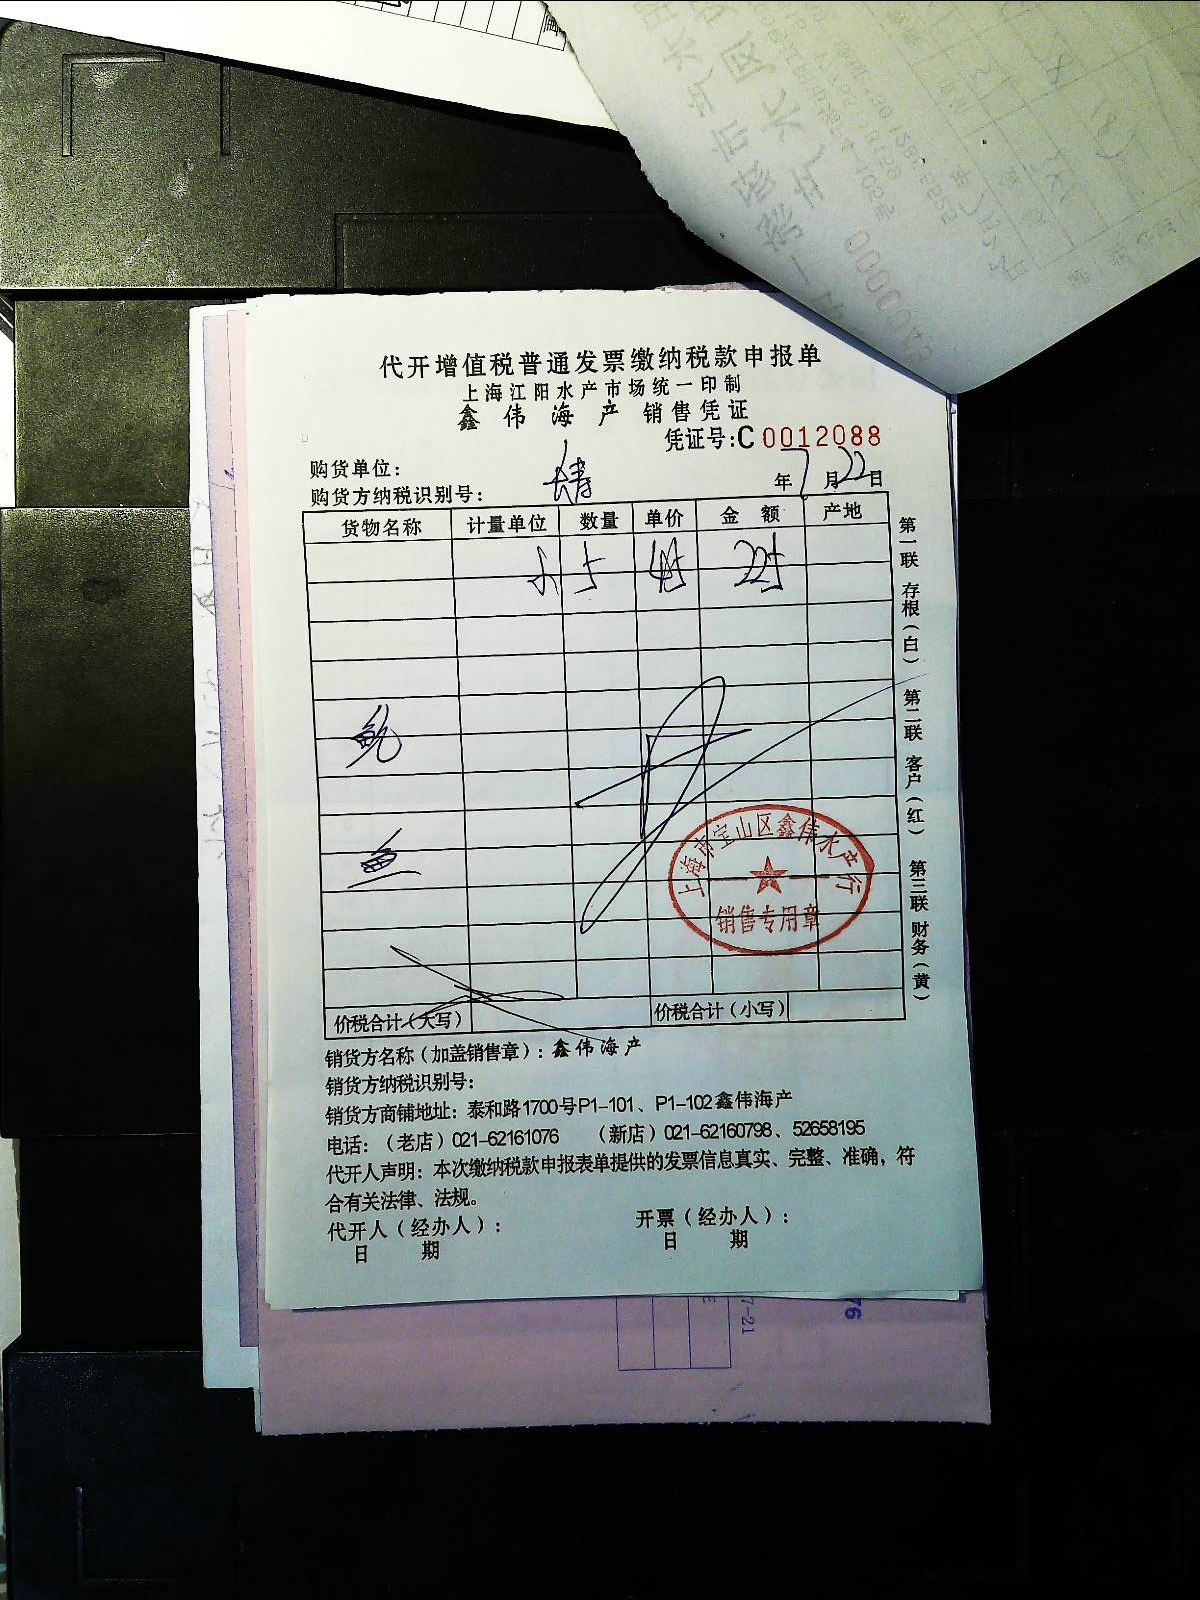 代开增值税普通发票缴纳税款申报单
上海江阳水产市场统一印制
鑫伟海产 销售凭证
凭证号:C 0012088
购货单位:
购货方纳税识别号:
年7月22日
货物名称 计量单位 数量 单价 金额 产地
5 45 225
鲍
鱼
价税合计(大写) 价税合计(小写)
销货方名称(加盖销售章):鑫伟海产
销货方纳税识别号:
销货方商铺地址:泰和路1700号P1-101、P1-102鑫伟海产
电话:(老店)021-62161076 (新店)021-62160798、52658195
代开人声明:本次缴纳税款申报表单提供的发票信息真实、完整、准确,符
合有关法律、法规。
代开人(经办人): 开票(经办人):
日期 日期
第一联 存根(白) 第二联 客户(红) 第三联 财务(黄)
上海市宝山区鑫伟水产行
销售专用章
7-21
76